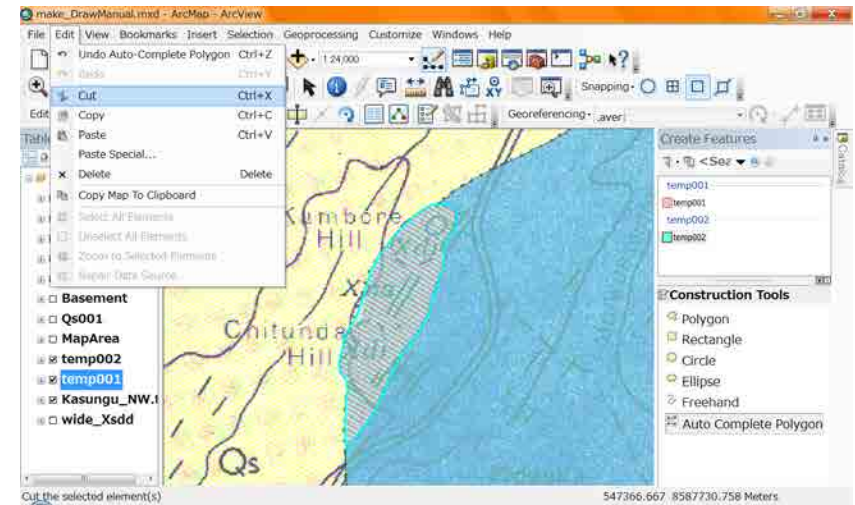 make_DrawManual.mxd - ArcMap - ArcView
File Edit View Bookmarks Insert Selection Geoprocessing Customize Windows Help
Undo Auto-Complete Polygon Ctrl+Z
1:24,000
Redo Ctrl+Y
Cut Ctrl+X
Snapping
Edit
Copy Ctrl+C
Georeferencing
Paste Ctrl+V
Paste Special...
Delete Delete
Copy Map To Clipboard
Select All Elements
Unselect All Elements
Zoom to Selected Elements
Repair Data Source...
Basement
Qs001
MapArea
temp002
temp001
Kasungu_NW.t
wide_Xsdd
Kumbore
Hill
Chitunda
Hill
Qs
Create Features
temp001
temp001
temp002
temp002
Construction Tools
Polygon
Rectangle
Circle
Ellipse
Freehand
Auto Complete Polygon
Catalog
Cut the selected element(s)
547366.667 8587730.758 Meters